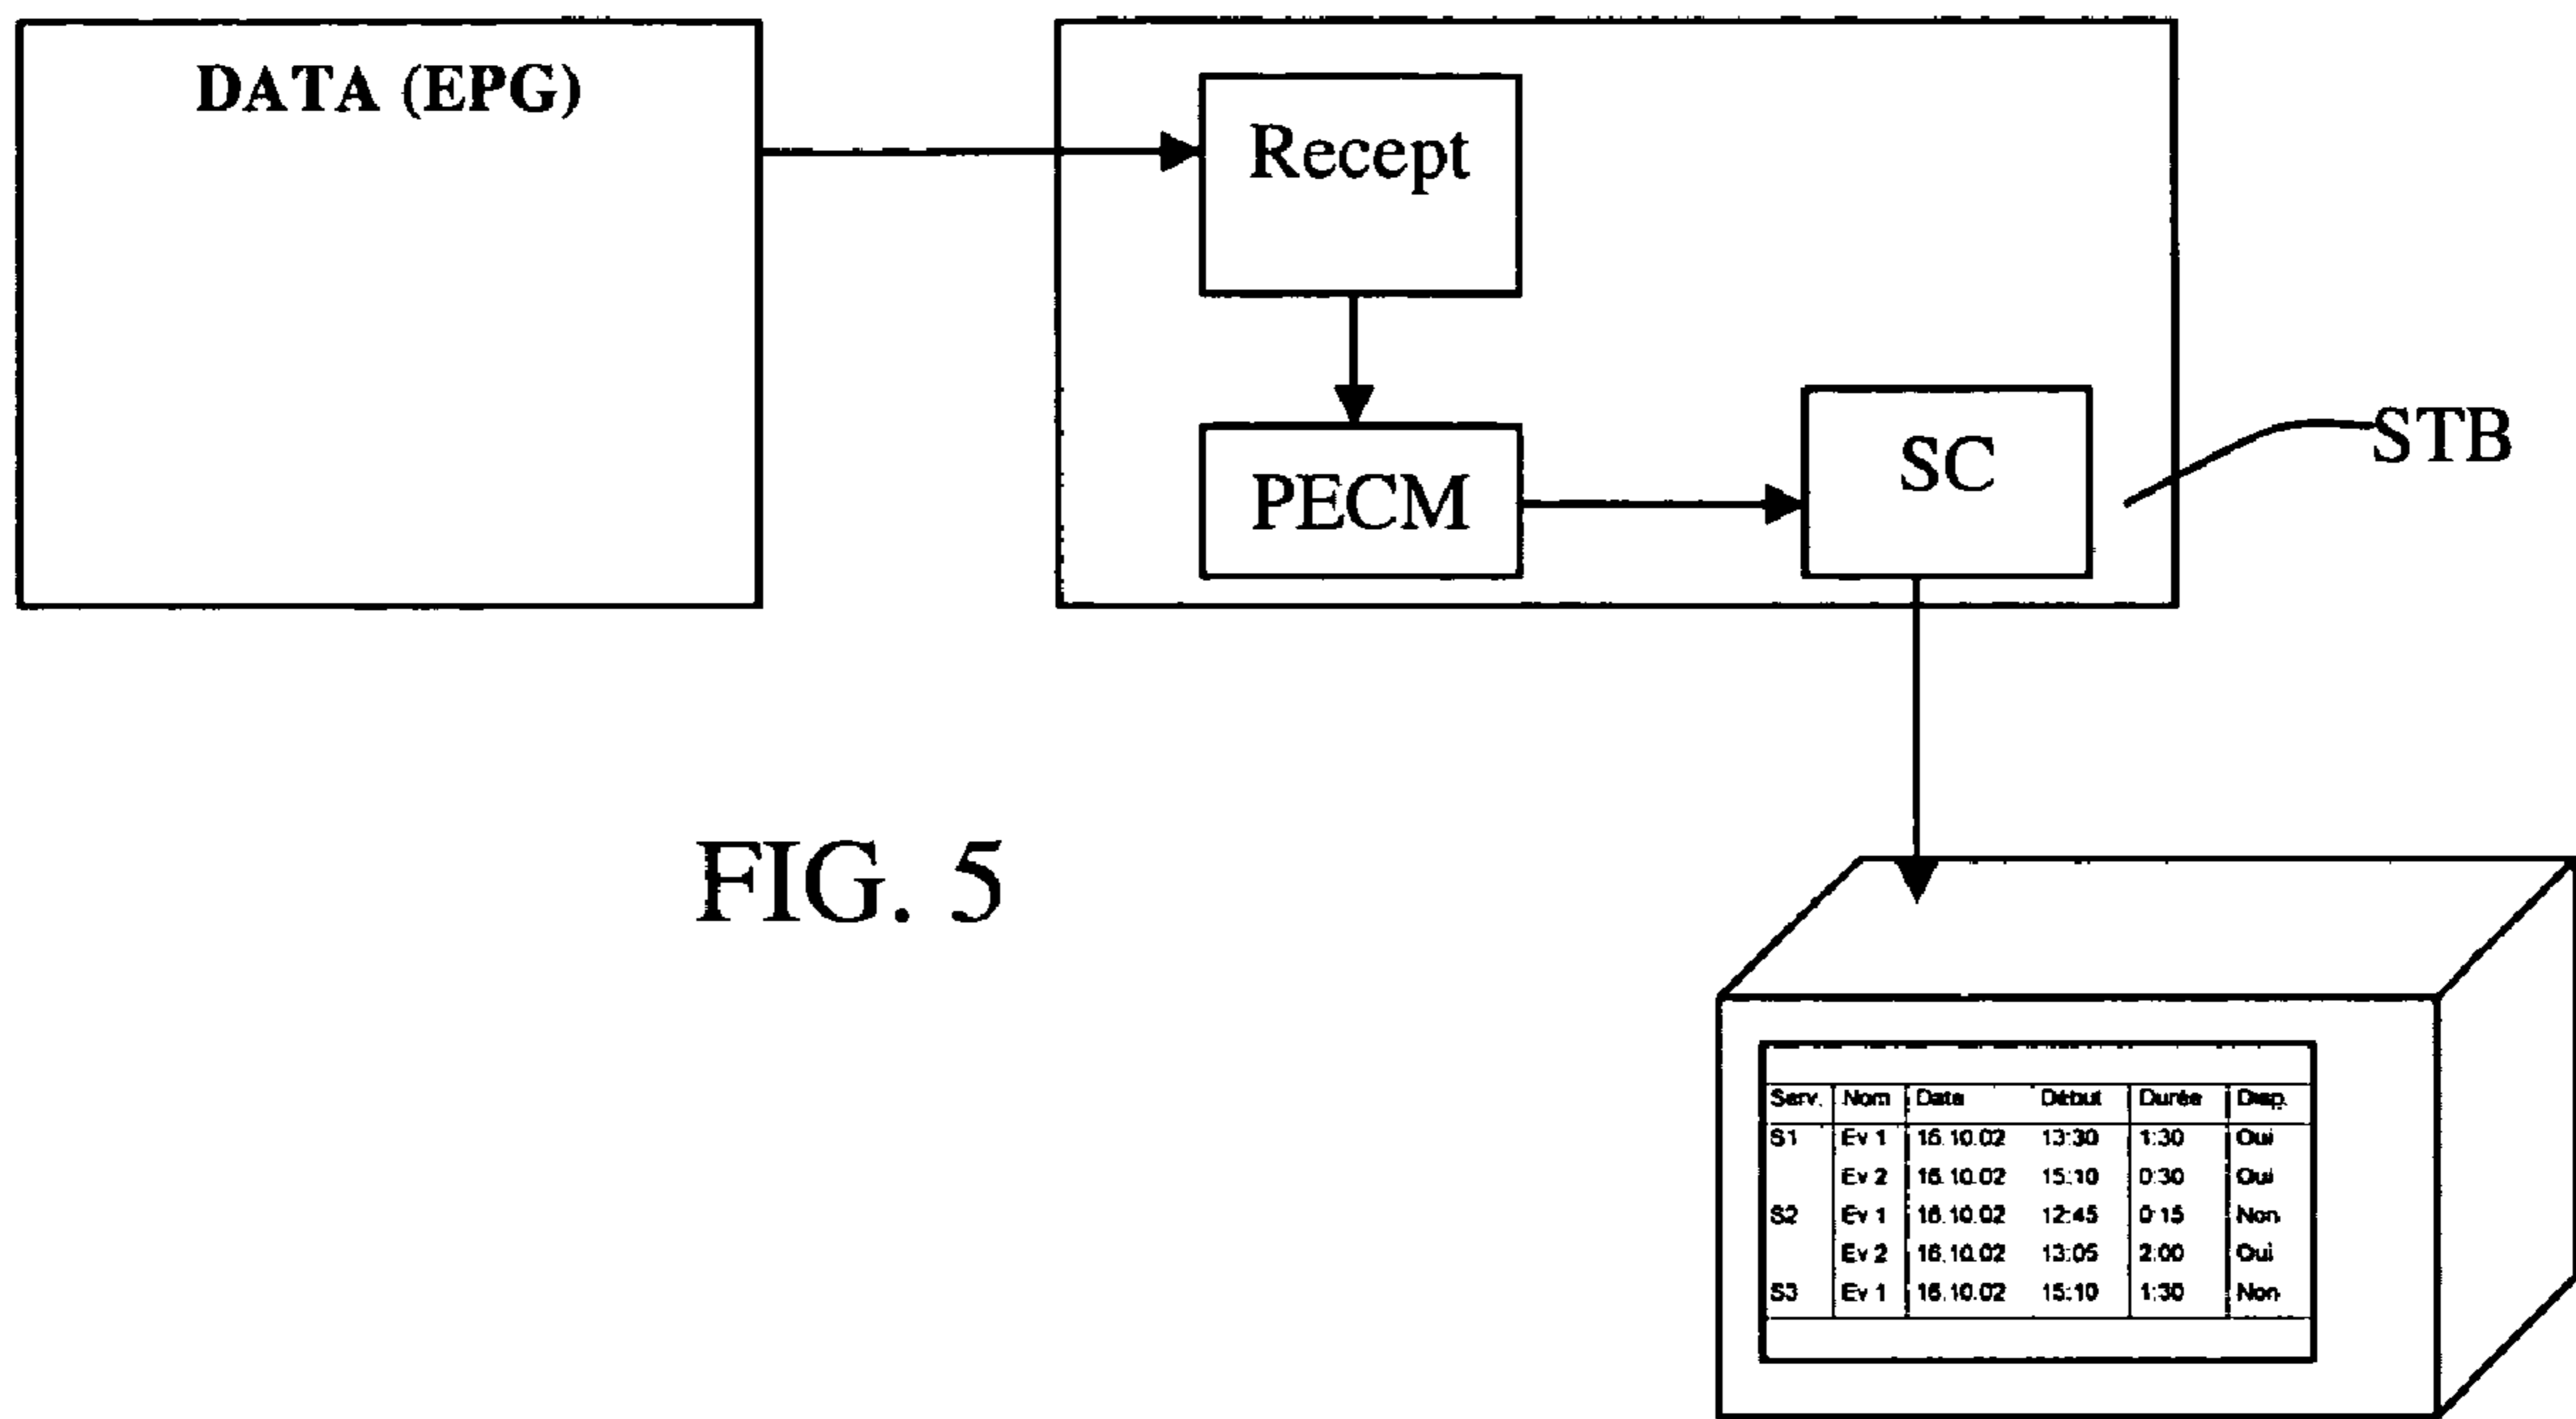 DATA (EPG)
Recept
PECM
SC
STB
FIG. 5
Serv. Nom Date Début Durée Disp.
S1 Ev 1 16.10.02 13:30 1:30 Oui
Ev 2 16.10.02 15:10 0:30 Oui
S2 Ev 1 16.10.02 12:45 0:15 Non
Ev 2 16.10.02 13:05 2:00 Oui
S3 Ev 1 16.10.02 15:10 1:30 Non